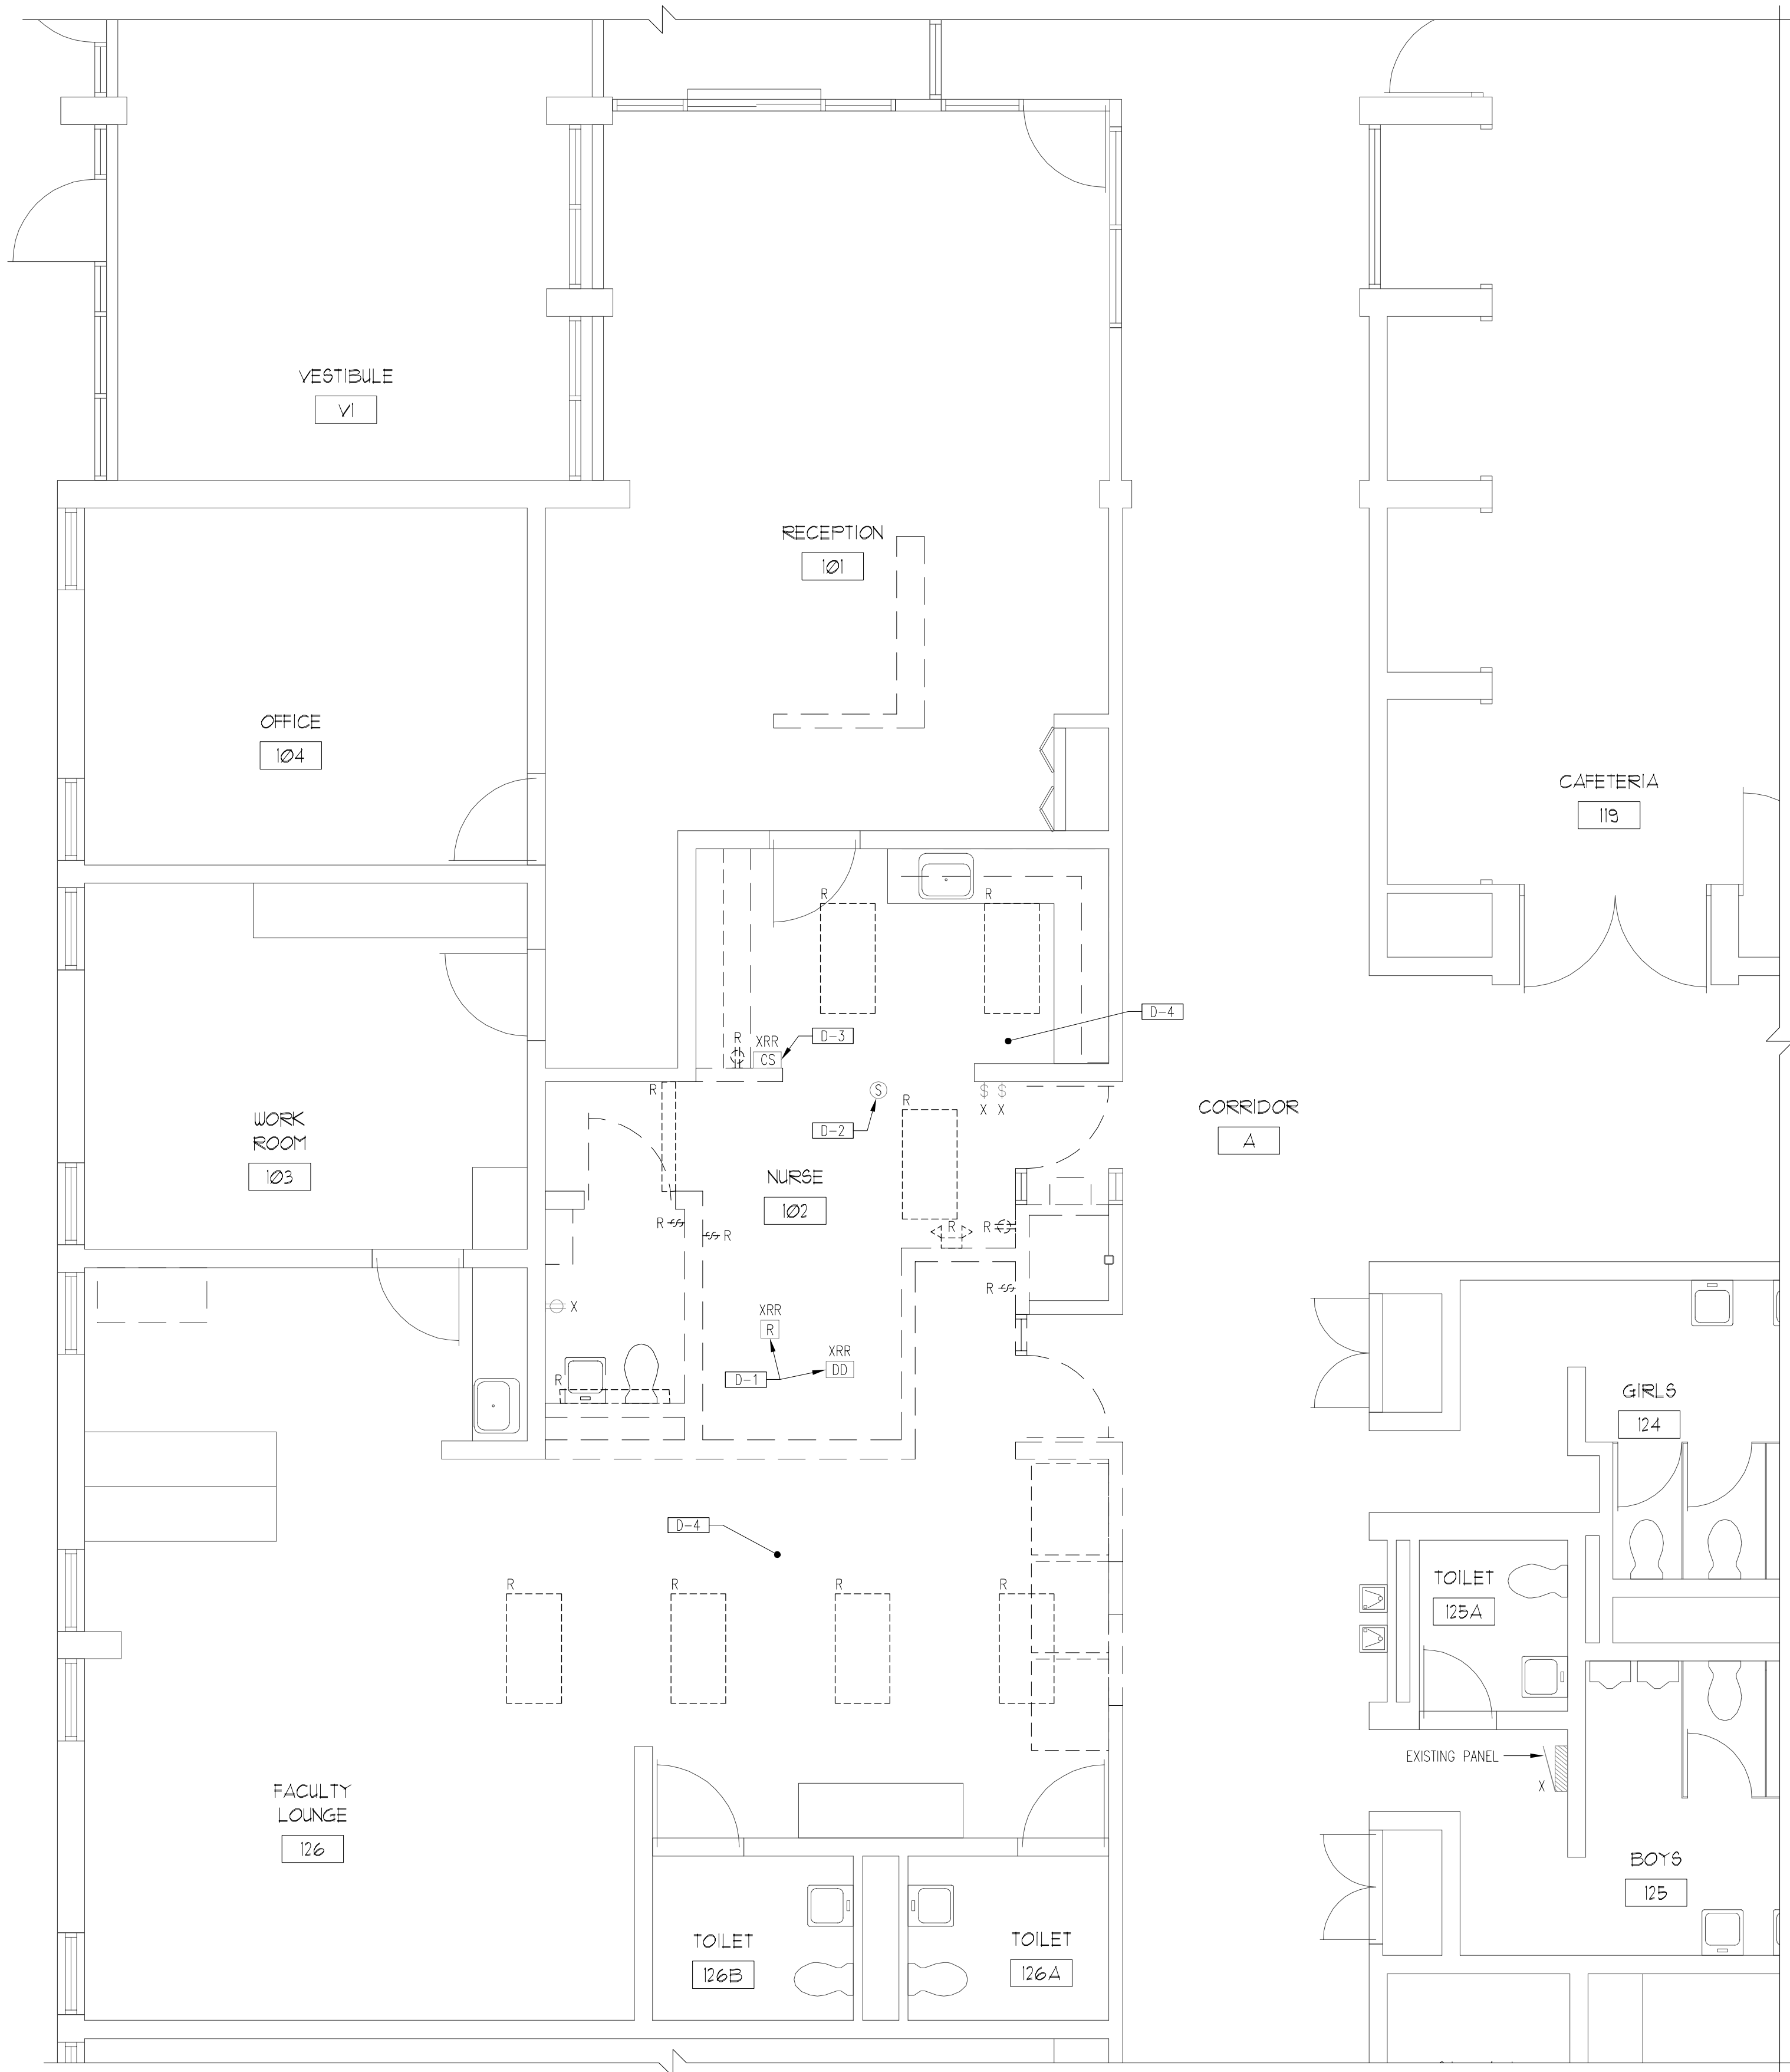 VESTIBULE
V1
RECEPTION
101
OFFICE
104
CAFETERIA
119
R
R
D-4
D-3
R
XRR
CS
R
S
R
$ $
X X
D-2
CORRIDOR
A
WORK
ROOM
103
NURSE
102
R
R
R
R
R
X
XRR
R
XRR
DD
D-1
R
GIRLS
124
D-4
R
R
R
R
TOILET
125A
EXISTING PANEL
X
FACULTY
LOUNGE
126
BOYS
125
TOILET
126B
TOILET
126A